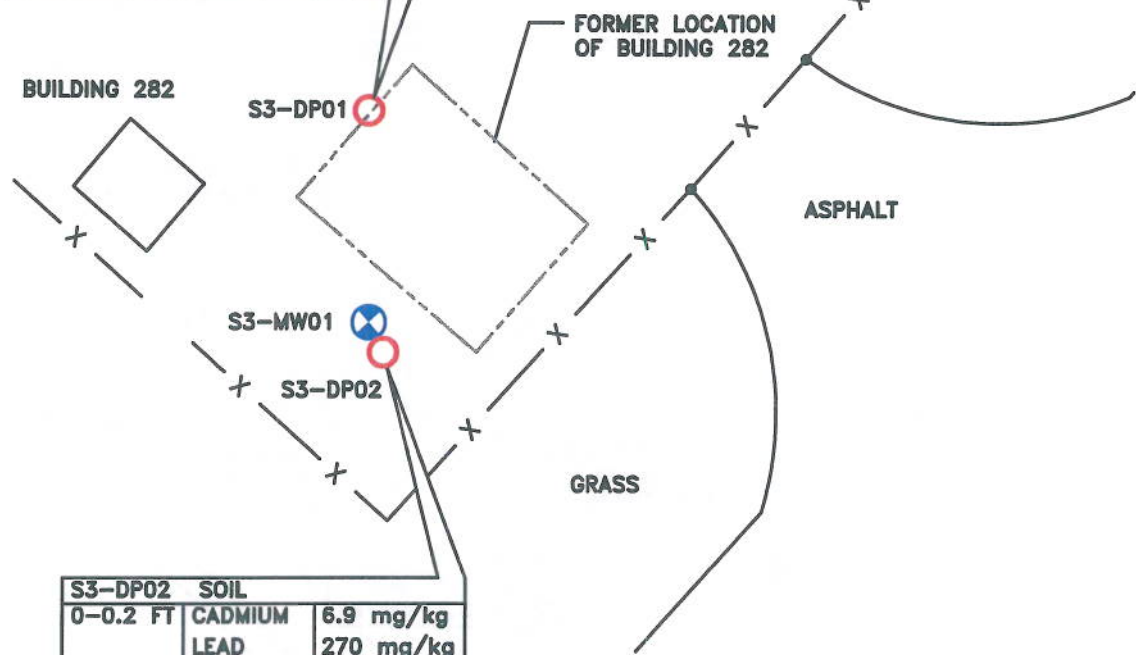 FORMER LOCATION
OF BUILDING 282
BUILDING 282
S3-DP01
ASPHALT
S3-MW01
S3-DP02
GRASS
S3-DP02 SOIL
0-0.2 FT CADMIUM 6.9 mg/kg
LEAD 270 mg/kg